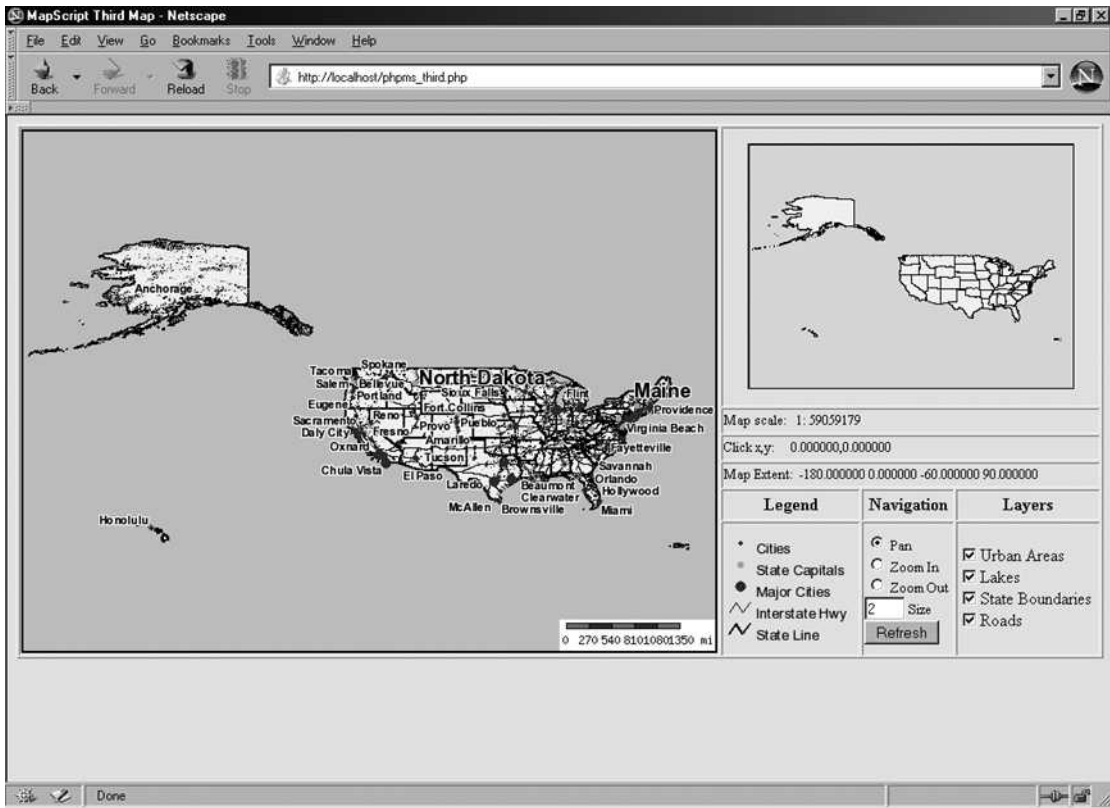 MapScript Third Map - Netscape
File Edit View Go Bookmarks Tools Window Help
Back Forward Reload Stop
http://localhost/phpms_third.php
Anchorage
Spokane
Tacoma
North-Dakota
Salem
Bellevue
Sioux Falls
Flint
Maine
Portland
Eugene
Fort Collins
Providence
Reno
Sacramento
Provo
Pueblo
Virginia Beach
Daly City
Fresno
Amarillo
Oxnard
Fayetteville
Tucson
Chula Vista
El Paso
Savannah
Laredo
Beaumont
Orlando
Clearwater
Hollywood
McAllen
Brownsville
Miami
Honolulu
0 270 540 81010801350 mi
Map scale: 1:59059179
Click x,y: 0.000000,0.000000
Map Extent: -180.000000 0.000000 -60.000000 90.000000
Legend Navigation Layers
Cities
State Capitals
Major Cities
Interstate Hwy
State Line
Pan
Zoom In
Zoom Out
2 Size
Refresh
Urban Areas
Lakes
State Boundaries
Roads
Done